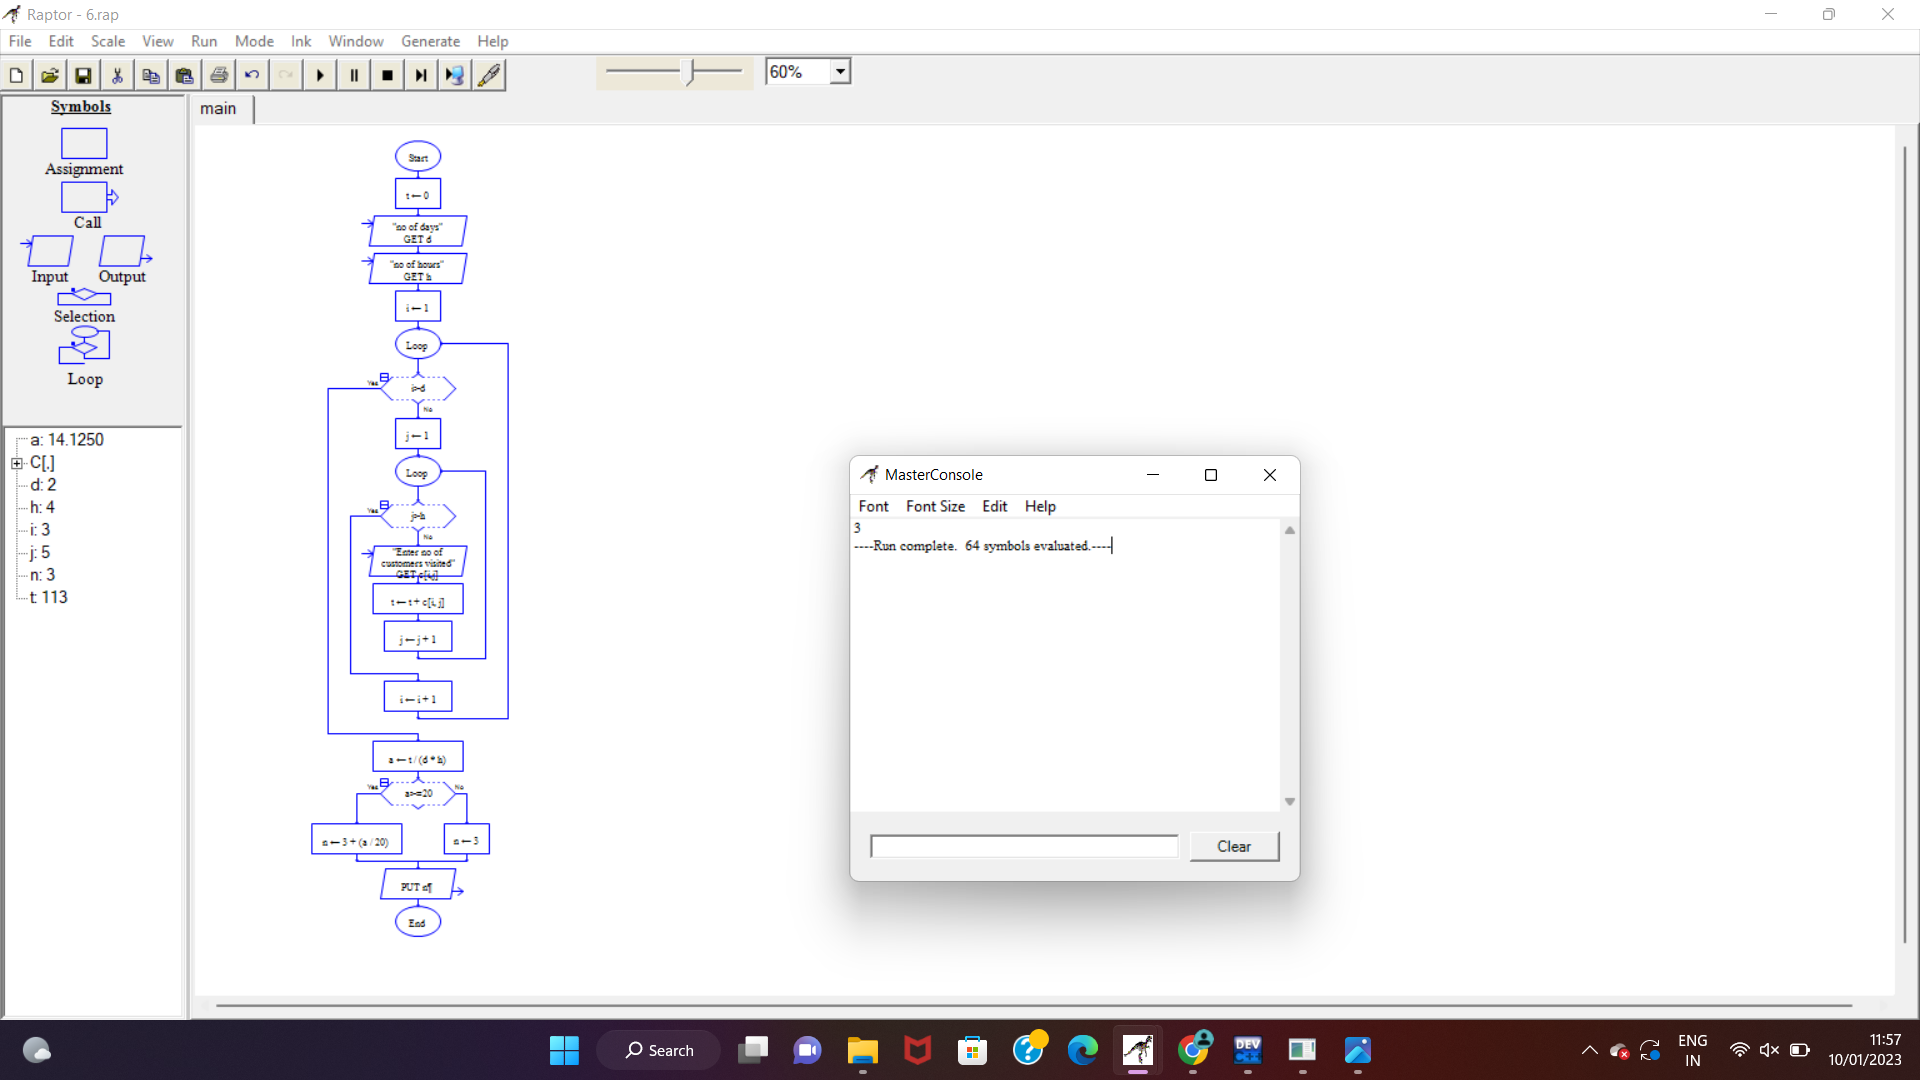 Raptor - 6.rap
File Edit Scale View Run Mode Ink Window Generate Help
60%
Symbols
main
Assignment
Call
Input Output
Selection
Loop
a: 14.1250
C[,]
d: 2
h: 4
i: 3
j: 5
n: 3
t: 113
Start
t ← 0
"no of days"
GET d
"no of hours"
GET h
i ← 1
Loop
Yes
i>d
No
j ← 1
Loop
Yes
j>h
No
"Enter no of
customers visited"
GET c[i,j]
t ← t + c[i, j]
j ← j + 1
i ← i + 1
a ← t / (d * h)
Yes a>=20 No
n ← 3 + (a / 20)
n ← 3
PUT n¶
End
MasterConsole
Font Font Size Edit Help
3
----Run complete. 64 symbols evaluated.----
Clear
Search
DEV
C++
ENG
IN
11:57
10/01/2023